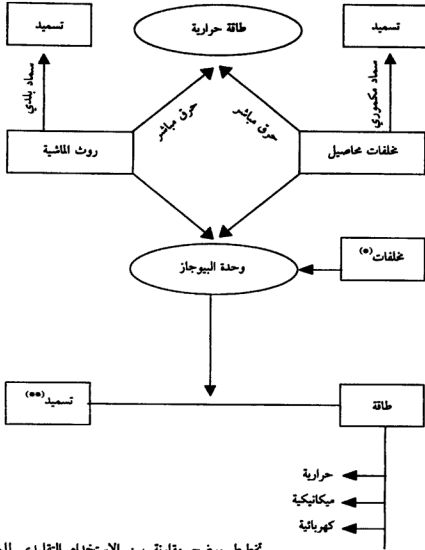 تسميد
طاقة حرارية
تسميد
سماد مكموري
سماد بلدي
حرق مباشر
حرق مباشر
مخلفات محاصيل
روث الماشية
مخلفات(*)
وحدة البيوجاز
طاقة
تسميد(**)
حرارية
ميكانيكية
كهربائية